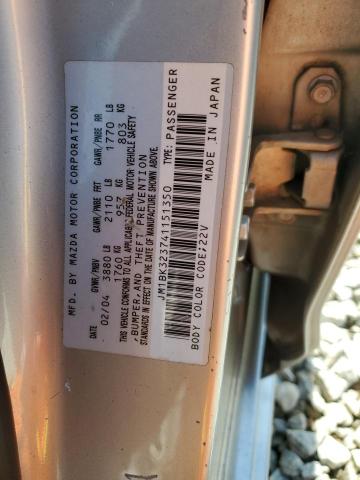 MFD. BY MAZDA MOTOR CORPORATION
GVWR/PNBV GAWR/PNBE FRT GAWR/PNBE RR
02/04 3880 LB 2110 LB 1770 LB
1760 KG 957 KG 803 KG
THIS VEHICLE CONFORMS TO ALL APPLICABLE FEDERAL MOTOR VEHICLE SAFETY
,BUMPER,AND THEFT PREVENTION
STANDARDS IN EFFECT ON THE DATE OF MANUFACTURE SHOWN ABOVE.
JM1BK323741151350 TYPE: PASSENGER
BODY COLOR CODE;22V MADE IN JAPAN